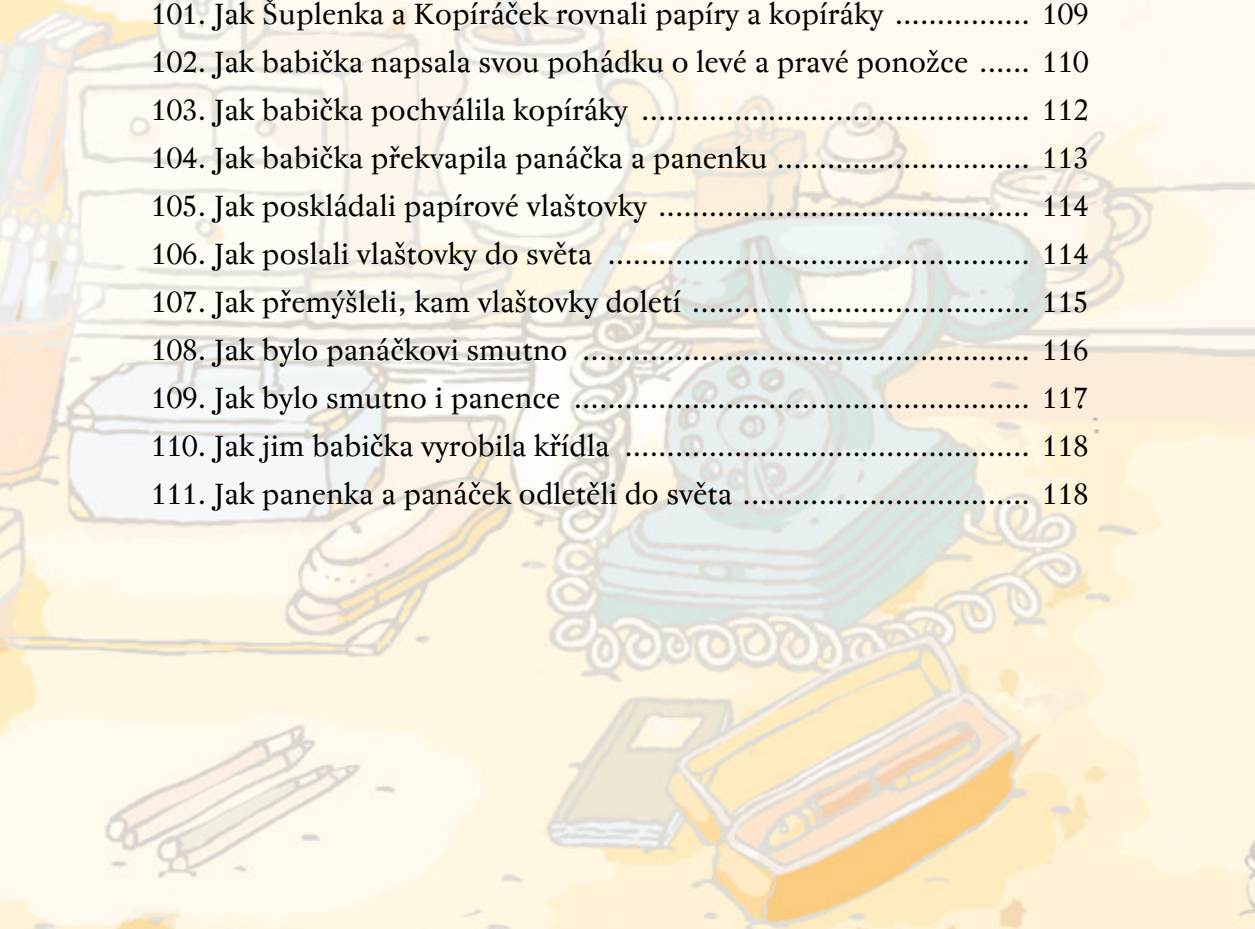 101. Jak Šuplenka a Kopíráček rovnali papíry a kopíráky ................ 109
102. Jak babička napsala svou pohádku o levé a pravé ponožce ...... 110
103. Jak babička pochválila kopíráky ............................................... 112
104. Jak babička překvapila panáčka a panenku .............................. 113
105. Jak poskládali papírové vlaštovky ............................................. 114
106. Jak poslali vlaštovky do světa ................................................... 114
107. Jak přemýšleli, kam vlaštovky doletí ......................................... 115
108. Jak bylo panáčkovi smutno ...................................................... 116
109. Jak bylo smutno i panence ....................................................... 117
110. Jak jim babička vyrobila křídla ................................................. 118
111. Jak panenka a panáček odletěli do světa ................................... 118